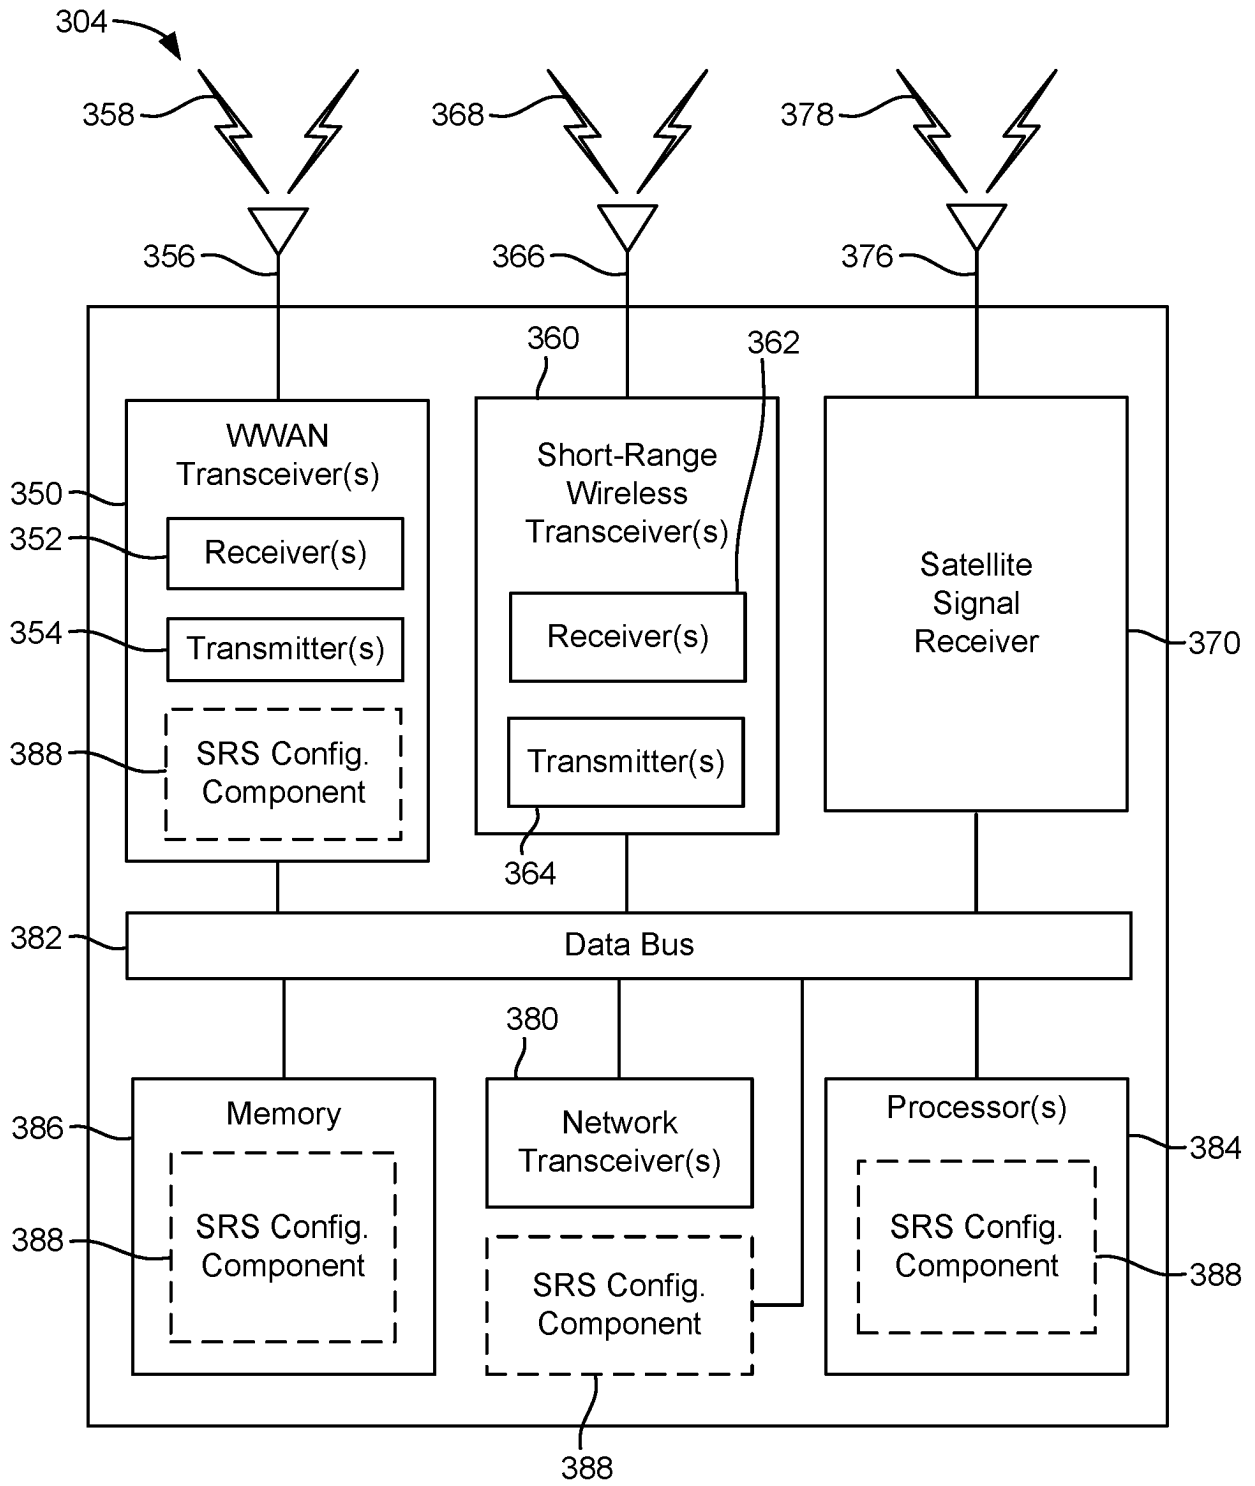 304
358
368
378
356
366
376
360
362
WWAN
Transceiver(s)
350
352
Receiver(s)
354
Transmitter(s)
388
SRS Config.
Component
Short-Range
Wireless
Transceiver(s)
Receiver(s)
Transmitter(s)
364
Satellite
Signal
Receiver
370
382
Data Bus
380
386
Memory
388
SRS Config.
Component
Network
Transceiver(s)
SRS Config.
Component
388
Processor(s)
384
SRS Config.
Component
388